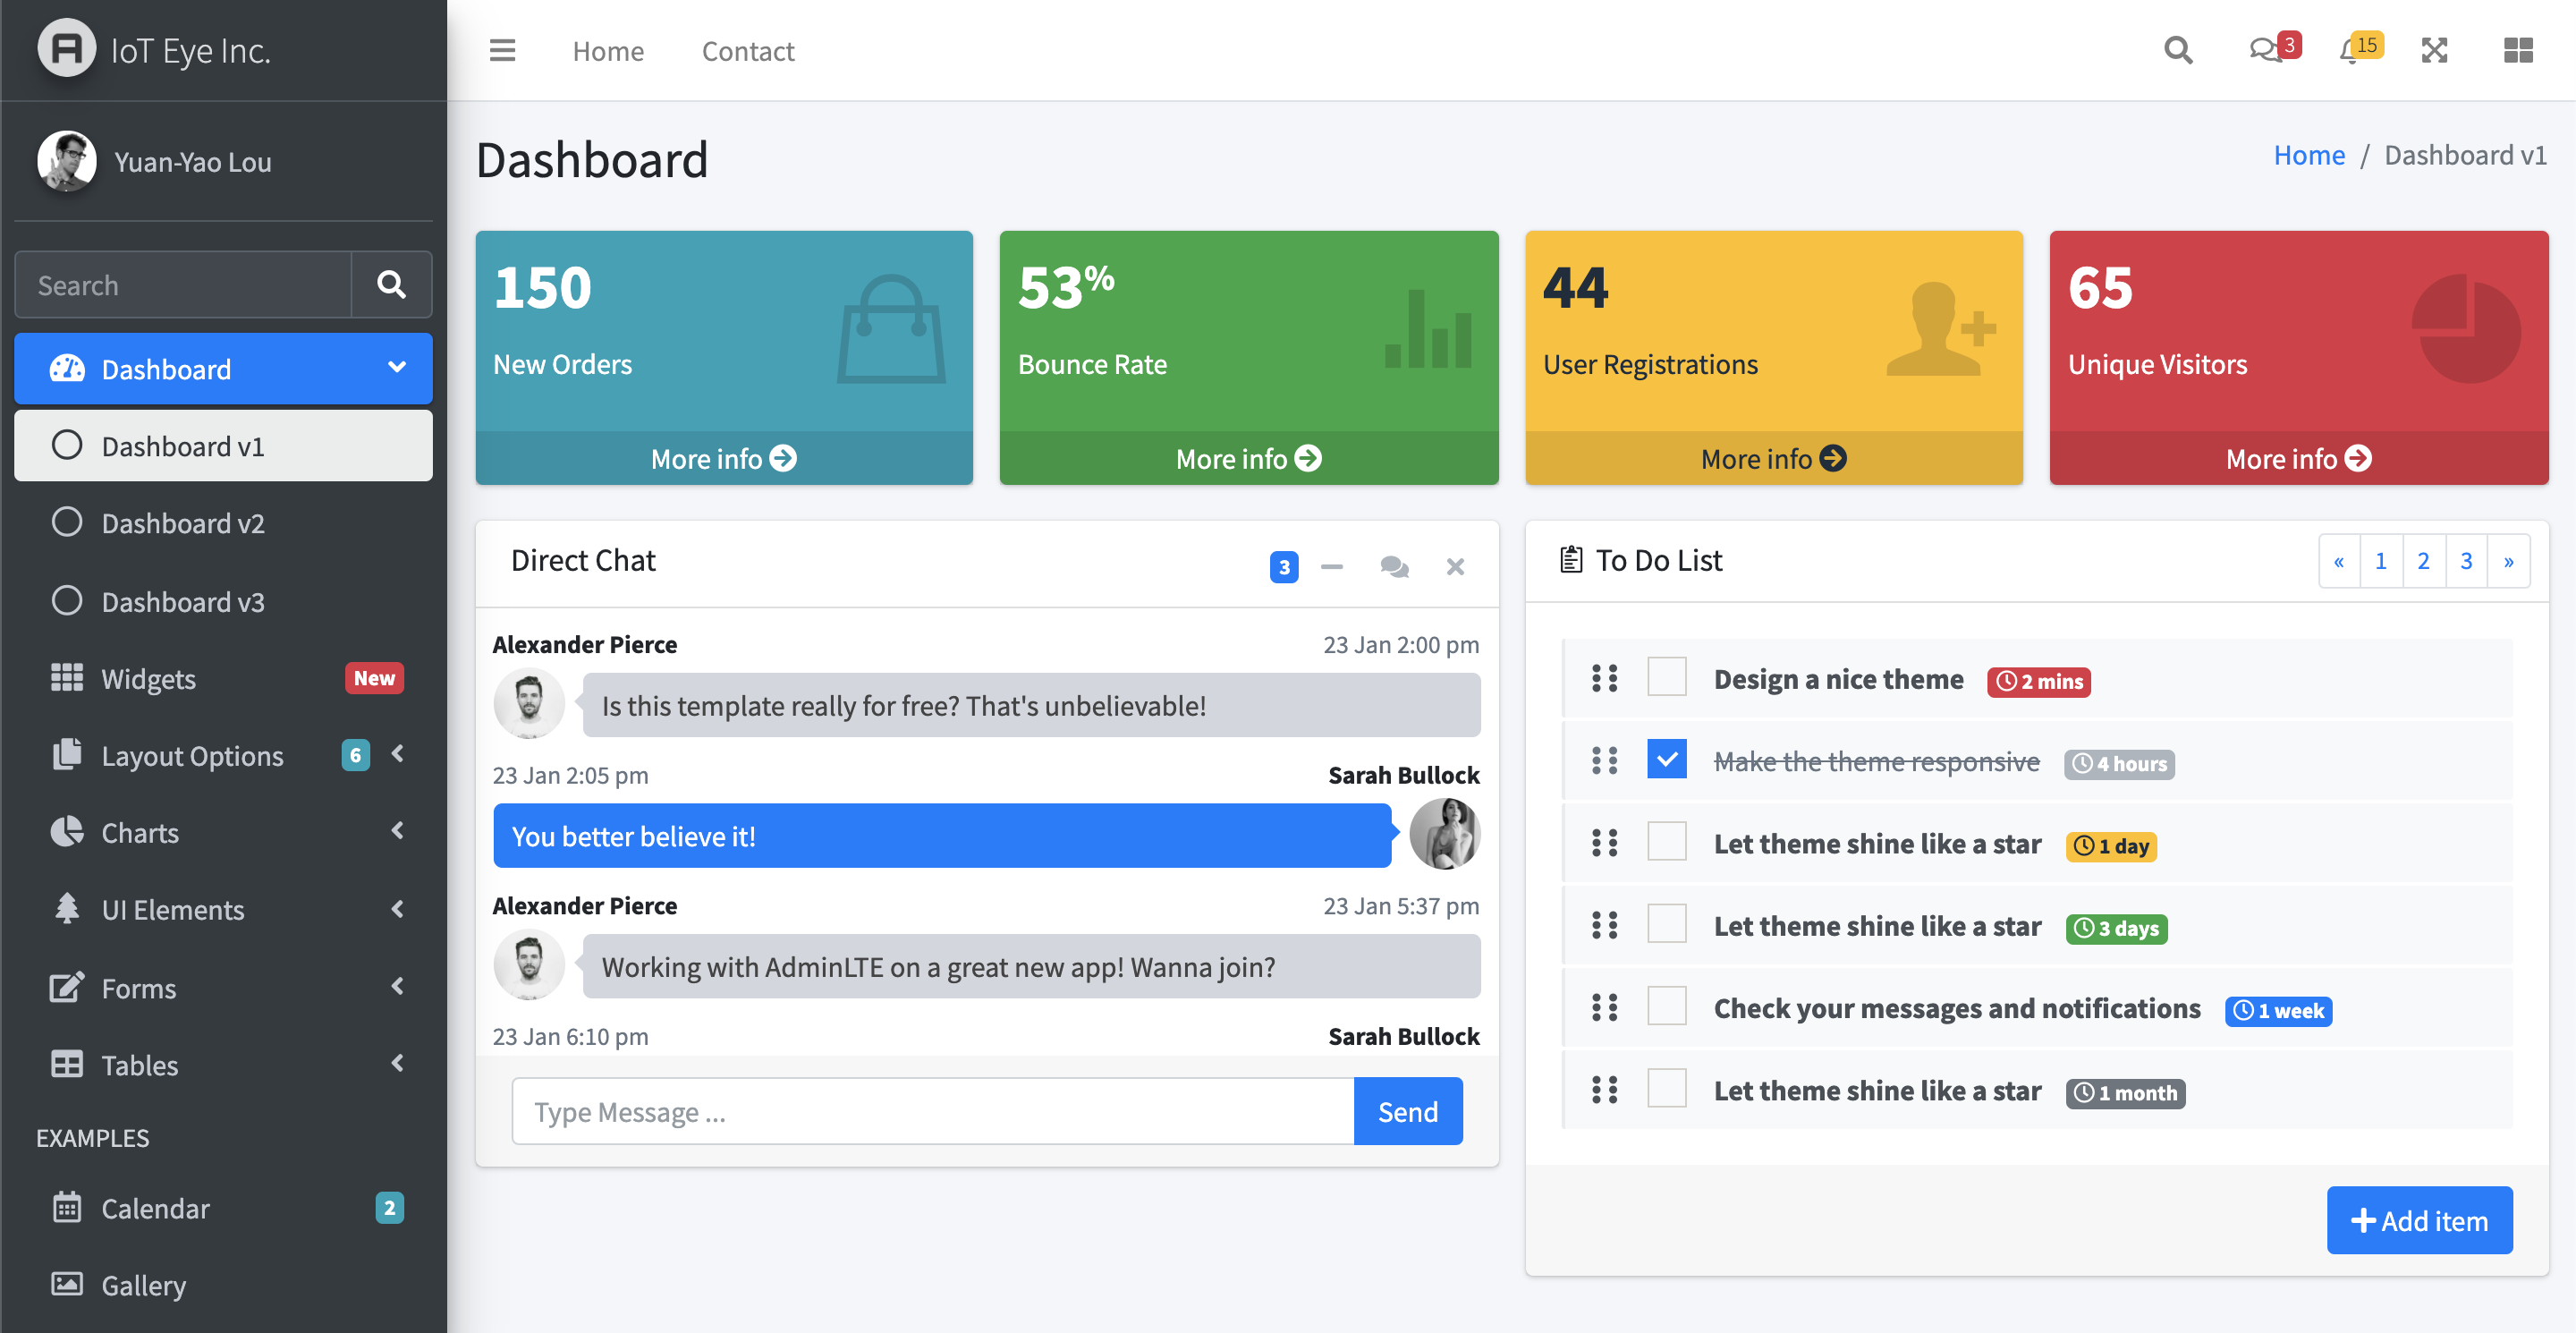 IoT Eye Inc.
Home
Contact
3
15
Yuan-Yao Lou
Search
Dashboard
Dashboard v1
Dashboard v2
Dashboard v3
Widgets New
Layout Options 6
Charts
UI Elements
Forms
Tables
EXAMPLES
Calendar 2
Gallery
Dashboard
Home / Dashboard v1
150
New Orders
More info
53%
Bounce Rate
More info
44
User Registrations
More info
65
Unique Visitors
More info
Direct Chat 3
Alexander Pierce 23 Jan 2:00 pm
Is this template really for free? That's unbelievable!
23 Jan 2:05 pm Sarah Bullock
You better believe it!
Alexander Pierce 23 Jan 5:37 pm
Working with AdminLTE on a great new app! Wanna join?
23 Jan 6:10 pm Sarah Bullock
Type Message ... Send
To Do List « 1 2 3 »
Design a nice theme 2 mins
Make the theme responsive 4 hours
Let theme shine like a star 1 day
Let theme shine like a star 3 days
Check your messages and notifications 1 week
Let theme shine like a star 1 month
+ Add item